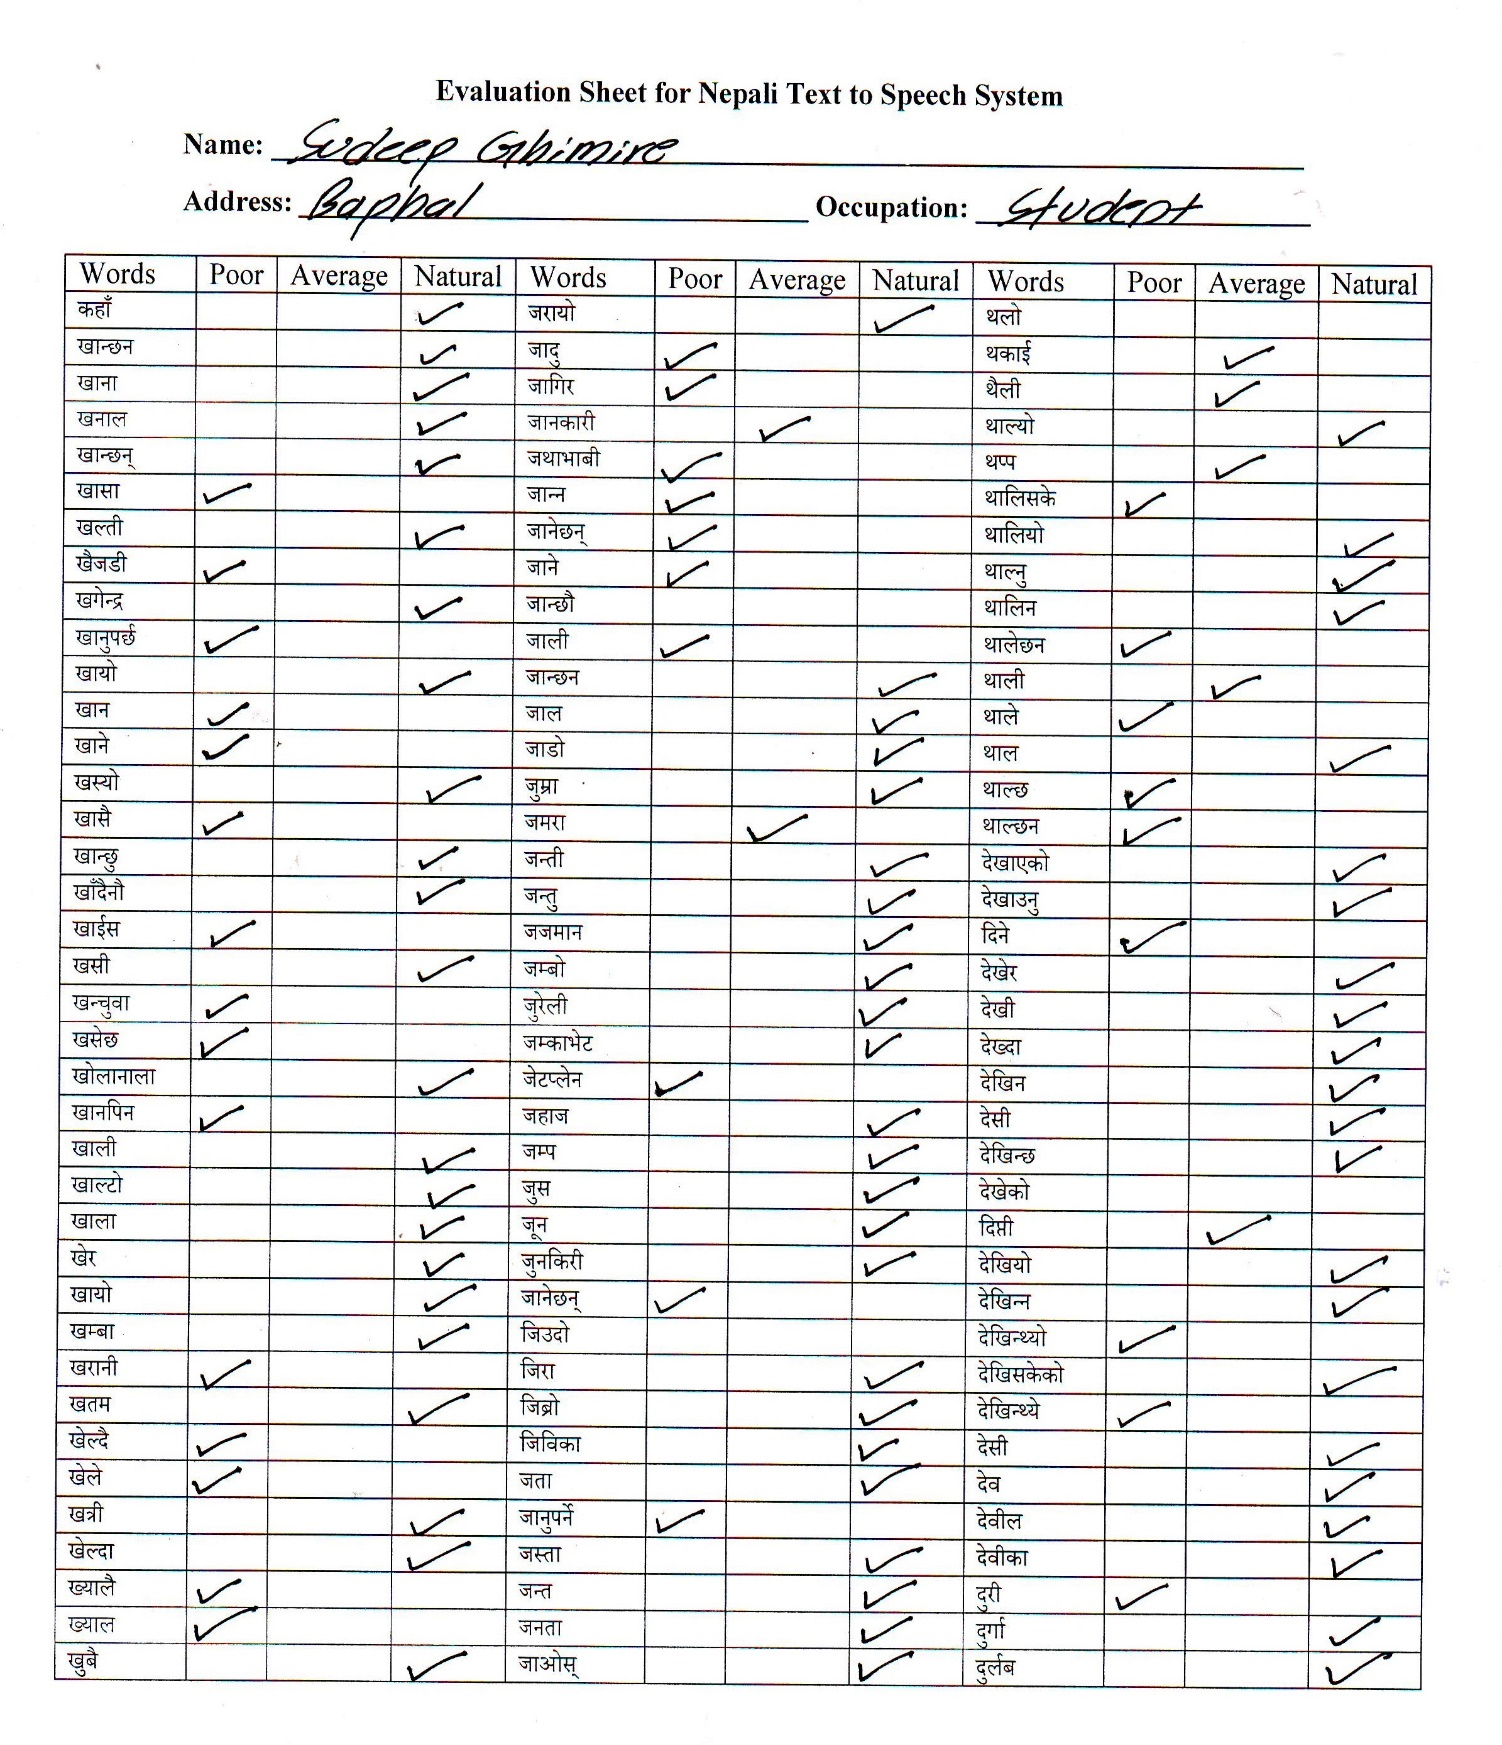 Evaluation Sheet for Nepali Text to Speech System
Name: Sudeep Ghimire
Address: Baphal Occupation: Student
Words Poor Average Natural Words Poor Average Natural Words Poor Average Natural
कहाँ ✓ जरायो ✓ थलो
खान्छन ✓ जादु ✓ थकाई ✓
खाना ✓ जागिर ✓ थैली ✓
खनाल ✓ जानकारी ✓ थाल्यो ✓
खान्छन् ✓ जथाभाबी ✓ थप्प ✓
खासा ✓ जान्न ✓ थालिसके ✓
खल्ती ✓ जानेछन् ✓ थालियो ✓
खैजडी ✓ जाने ✓ थाल्नु ✓
खगेन्द्र ✓ जान्छौ थालिन ✓
खानुपर्छ ✓ जाली ✓ थालेछन ✓
खायो ✓ जान्छन ✓ थाली ✓
खान ✓ जाल ✓ थाले ✓
खाने ✓ जाडो ✓ थाल ✓
खस्यो ✓ जुम्रा ✓ थाल्छ ✓
खासै ✓ जमरा ✓ थाल्छन ✓
खान्छु ✓ जन्ती ✓ देखाएको ✓
खाँदैनौ ✓ जन्तु ✓ देखाउनु ✓
खाईस ✓ जजमान ✓ दिने ✓
खसी ✓ जम्बो ✓ देखेर ✓
खन्चुवा ✓ जुरेली ✓ देखी ✓
खसेछ ✓ जम्काभेट ✓ देख्दा ✓
खोलानाला ✓ जेटप्लेन ✓ देखिन ✓
खानपिन ✓ जहाज ✓ देसी ✓
खाली ✓ जम्प ✓ देखिन्छ ✓
खाल्टो ✓ जुस ✓ देखेको
खाला ✓ जून ✓ दिप्ती ✓
खेर ✓ जुनकिरी ✓ देखियो ✓
खायो ✓ जानेछन् ✓ देखिन्न ✓
खम्बा ✓ जिउदो देखिन्थ्यो ✓
खरानी ✓ जिरा ✓ देखिसकेको ✓
खतम ✓ जिब्रो ✓ देखिन्थ्ये ✓
खेल्दै ✓ जिविका ✓ देसी ✓
खेले ✓ जता ✓ देव ✓
खत्री ✓ जानुपर्ने ✓ देवील ✓
खेल्दा ✓ जस्ता ✓ देवीका ✓
ख्यालै ✓ जन्त ✓ दुरी ✓
ख्याल ✓ जनता ✓ दुर्गा ✓
खुबै ✓ जाओस् ✓ दुर्लब ✓